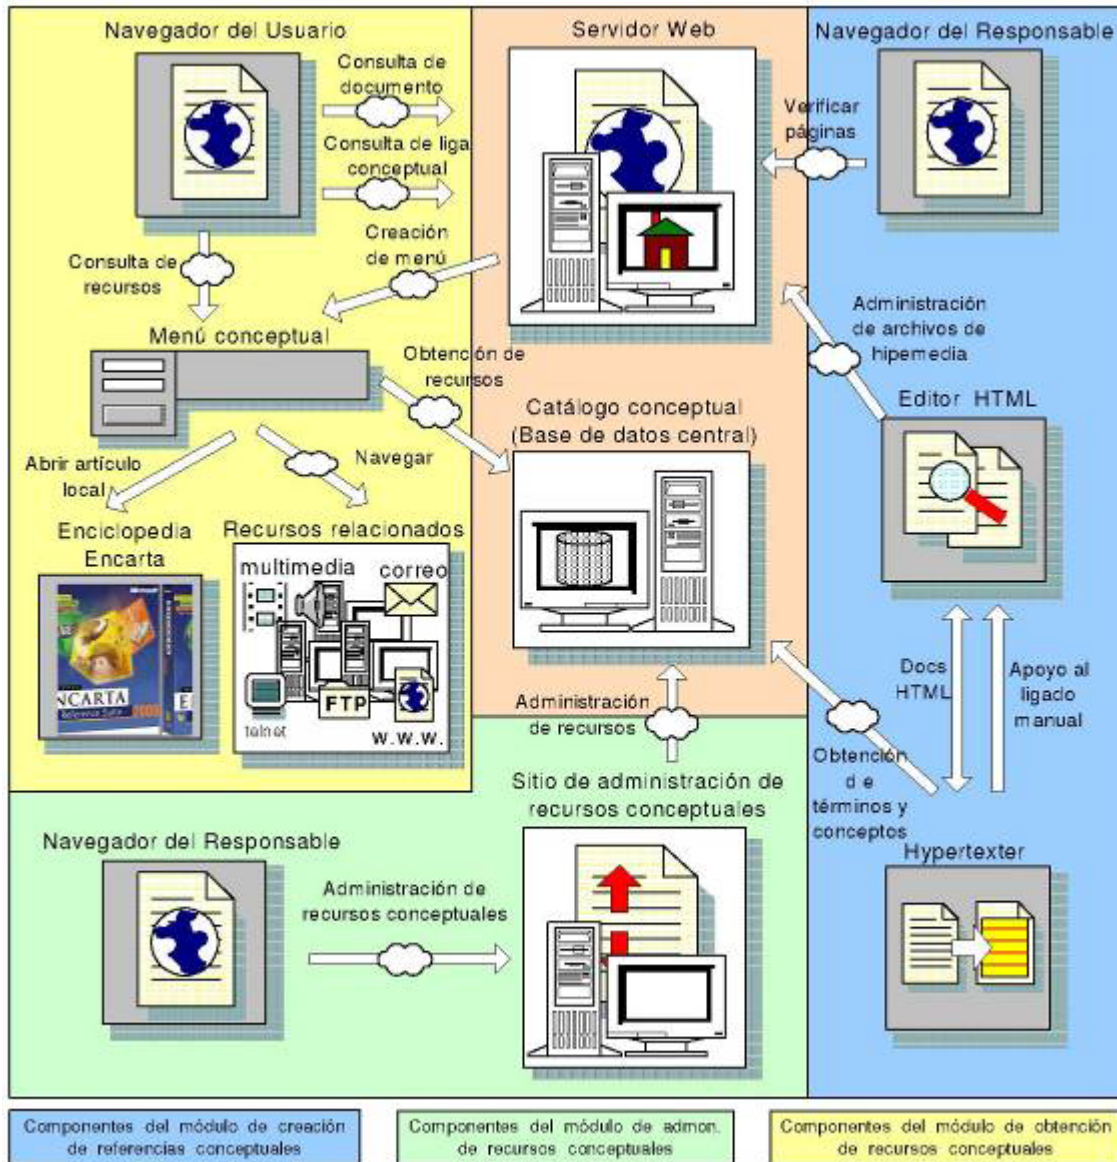 Navegador del Usuario
Consulta de
documento
Consulta de liga
conceptual
Creación
de menú
Consulta de
recursos
Menú conceptual
Obtención de
recursos
Abrir artículo
local
Navegar
Enciclopedia
Encarta
NCARTA
Reference Suite
E
Recursos relacionados
multimedia
correo
FTP
telnet
w.w.w.
Servidor Web
Catálogo conceptual
(Base de datos central)
Administración
de recursos
Navegador del Responsable
Verificar
páginas
Administración
de archivos de
hipemedia
Editor HTML
Docs
HTML
Apoyo al
ligado
manual
Obtención
d e
términos y
conceptos
Hypertexter
Sitio de administración de
recursos conceptuales
Navegador del Responsable
Administración de
recursos conceptuales
Componentes del módulo de creación
de referencias conceptuales
Componentes del módulo de admon.
de recursos conceptuales
Componentes del módulo de obtención
de recursos conceptuales